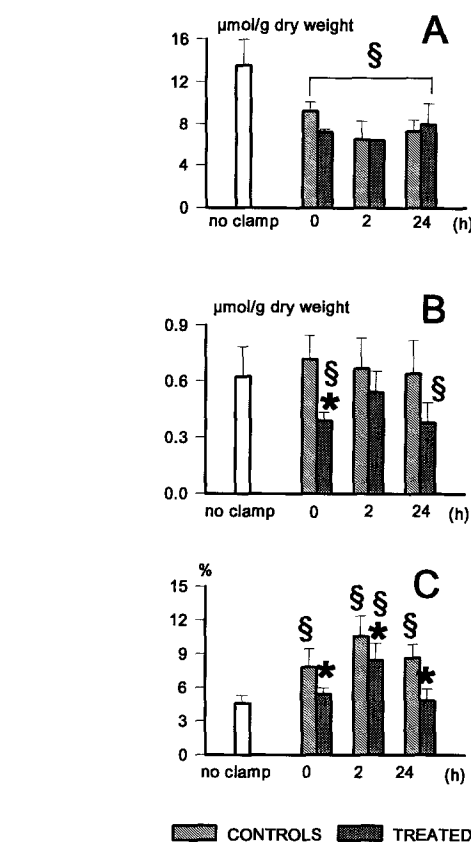 µmol/g dry weight
A
16
§
12
8
4
0
no clamp 0 2 24 (h)
µmol/g dry weight
B
0.9
§
0.6
*
§
0.3
0.0
no clamp 0 2 24 (h)
%
C
15
§ §
12
§ * §
9
* *
6
3
0
no clamp 0 2 24 (h)
CONTROLS TREATED